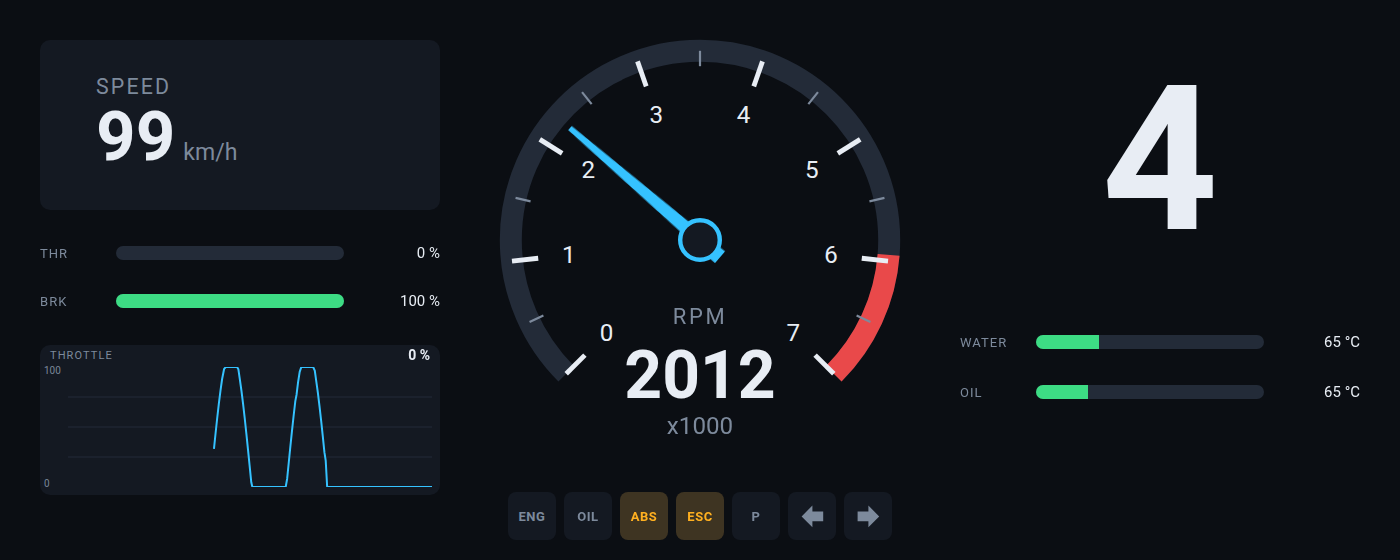 SPEED
99 km/h
THR 0 %
BRK 100 %
THROTTLE 0 %
100
0
0
1
2
3
4
5
6
7
RPM
2012
x1000
4
WATER 65 °C
OIL 65 °C
ENG OIL ABS ESC P